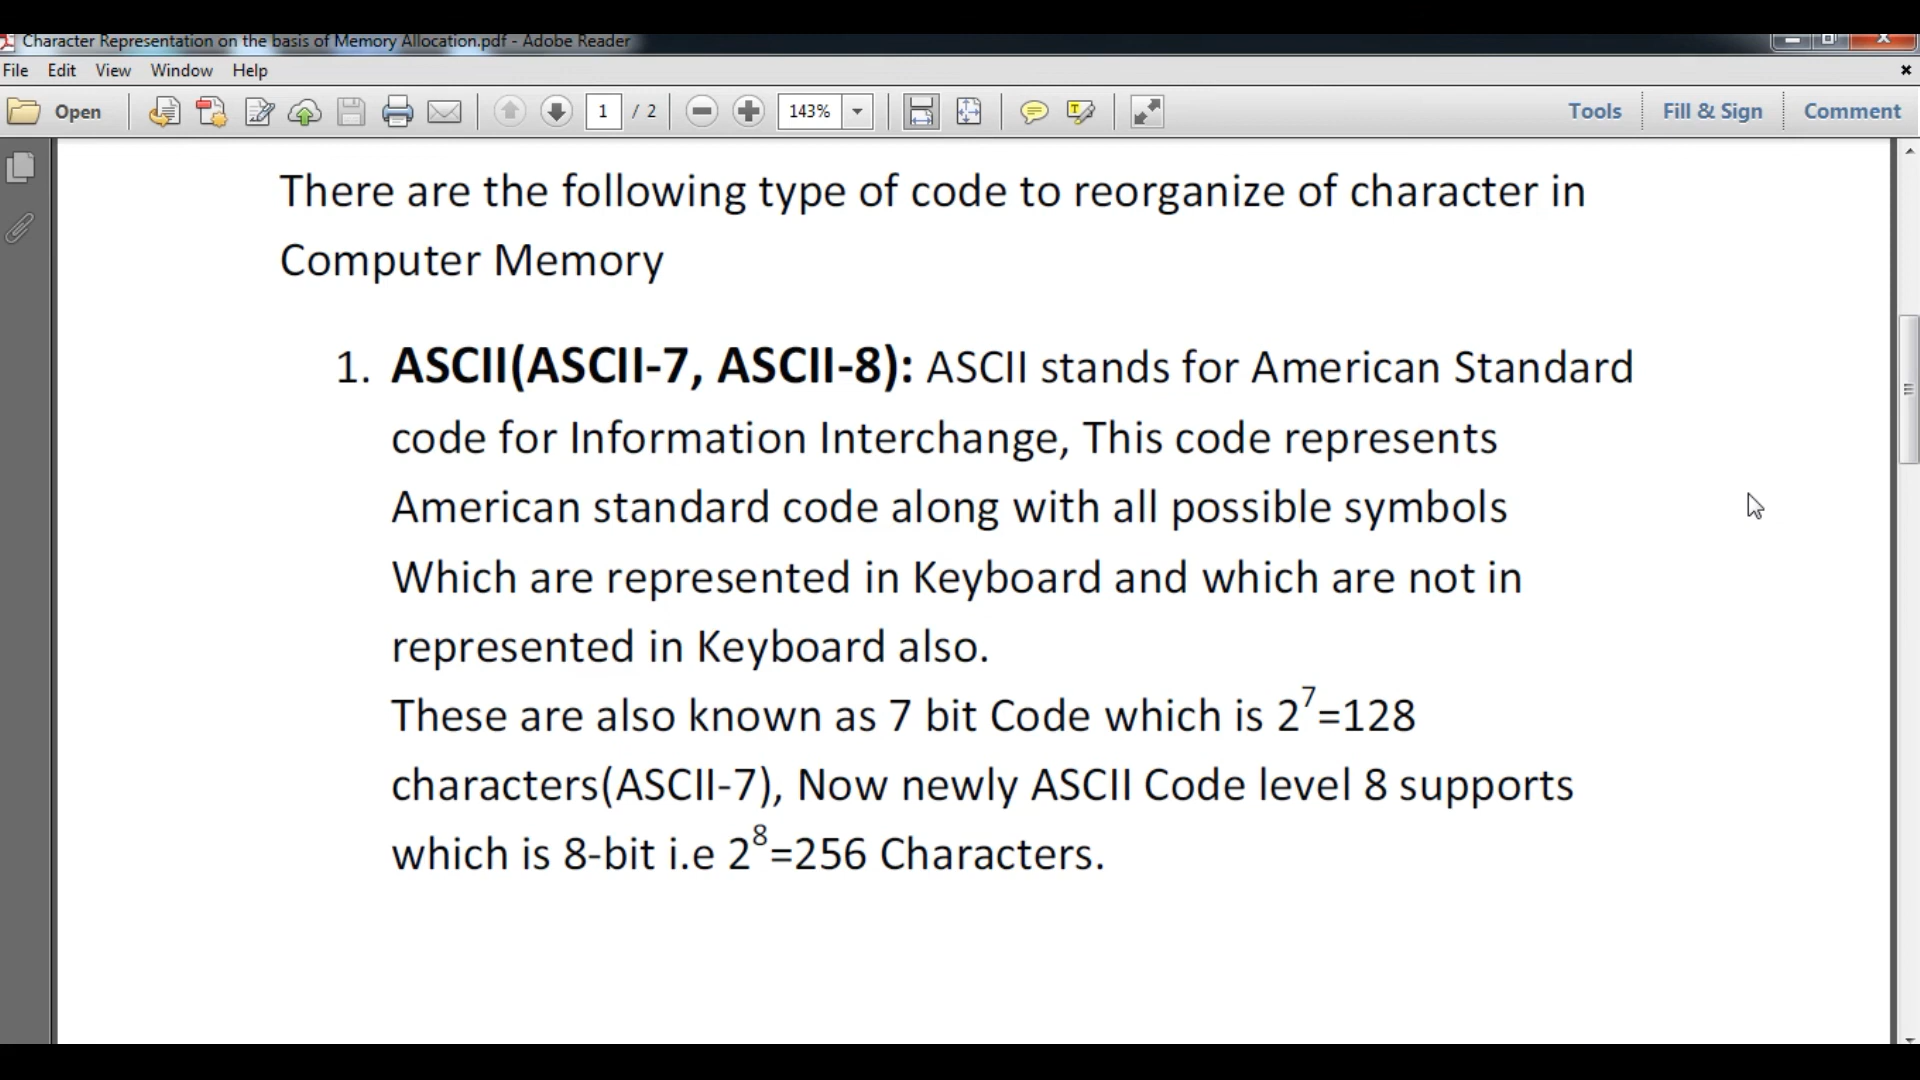 Character Representation on the basis of Memory Allocation.pdf - Adobe Reader
File Edit View Window Help
Open 1 / 2 143% Tools Fill & Sign Comment
There are the following type of code to reorganize of character in
Computer Memory
1. ASCII(ASCII-7, ASCII-8): ASCII stands for American Standard
code for Information Interchange, This code represents
American standard code along with all possible symbols
Which are represented in Keyboard and which are not in
represented in Keyboard also.
These are also known as 7 bit Code which is 2⁷=128
characters(ASCII-7), Now newly ASCII Code level 8 supports
which is 8-bit i.e 2⁸=256 Characters.